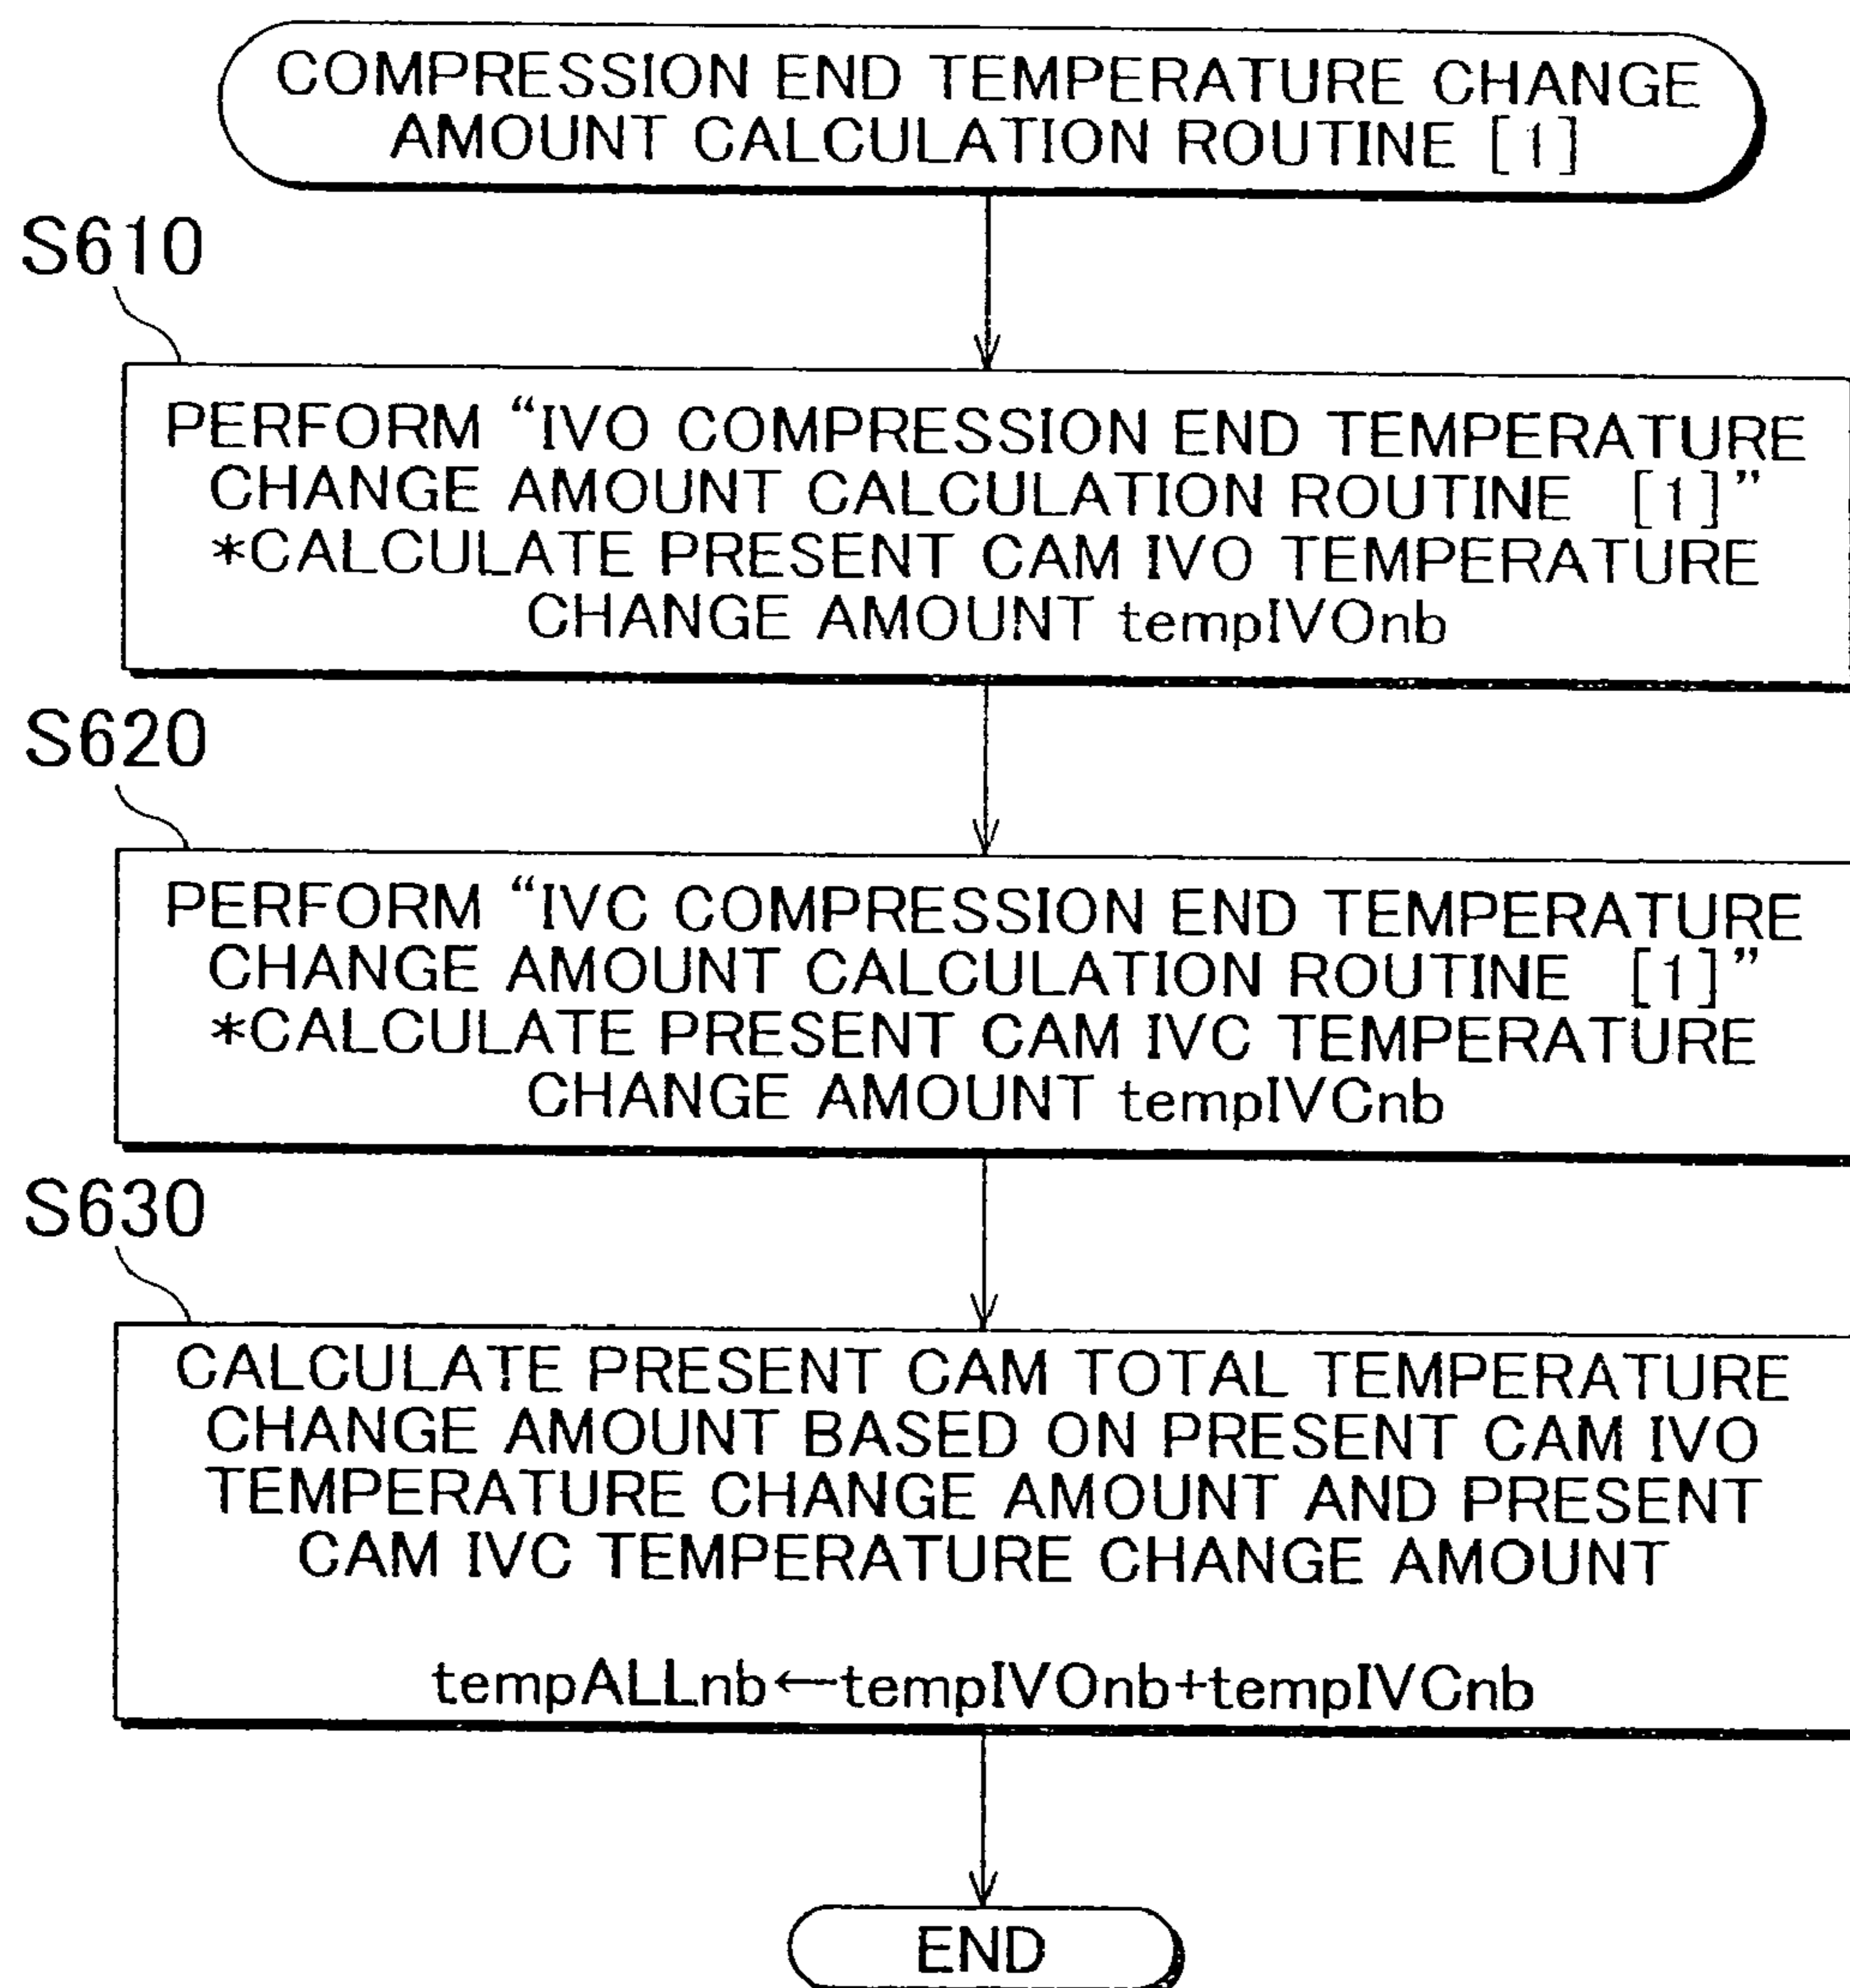 COMPRESSION END TEMPERATURE CHANGE
AMOUNT CALCULATION ROUTINE [1]
S610
PERFORM “IVO COMPRESSION END TEMPERATURE
CHANGE AMOUNT CALCULATION ROUTINE [1]”
*CALCULATE PRESENT CAM IVO TEMPERATURE
CHANGE AMOUNT tempIVOnb
S620
PERFORM “IVC COMPRESSION END TEMPERATURE
CHANGE AMOUNT CALCULATION ROUTINE [1]”
*CALCULATE PRESENT CAM IVC TEMPERATURE
CHANGE AMOUNT tempIVCnb
S630
CALCULATE PRESENT CAM TOTAL TEMPERATURE
CHANGE AMOUNT BASED ON PRESENT CAM IVO
TEMPERATURE CHANGE AMOUNT AND PRESENT
CAM IVC TEMPERATURE CHANGE AMOUNT
tempALLnb←tempIVOnb+tempIVCnb
END